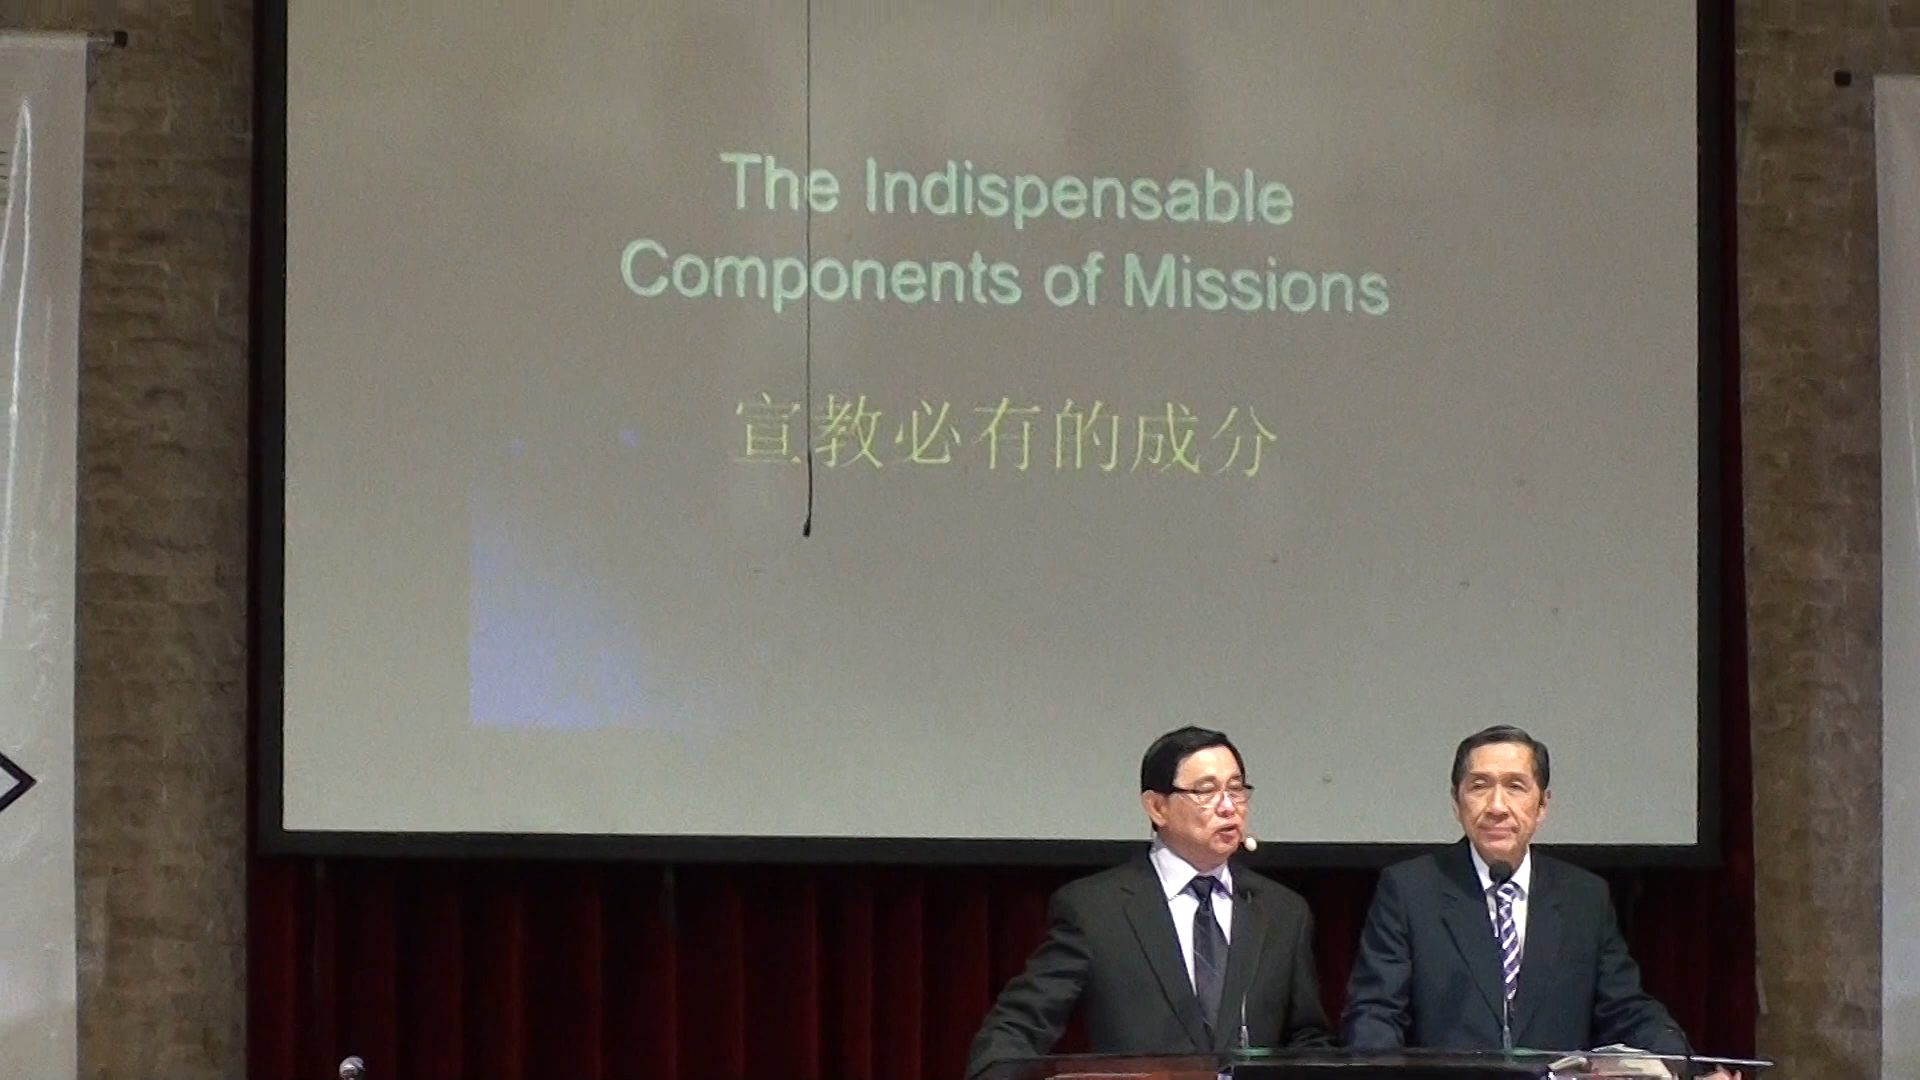 The Indispensable
Components of Missions
宣教必有的成分